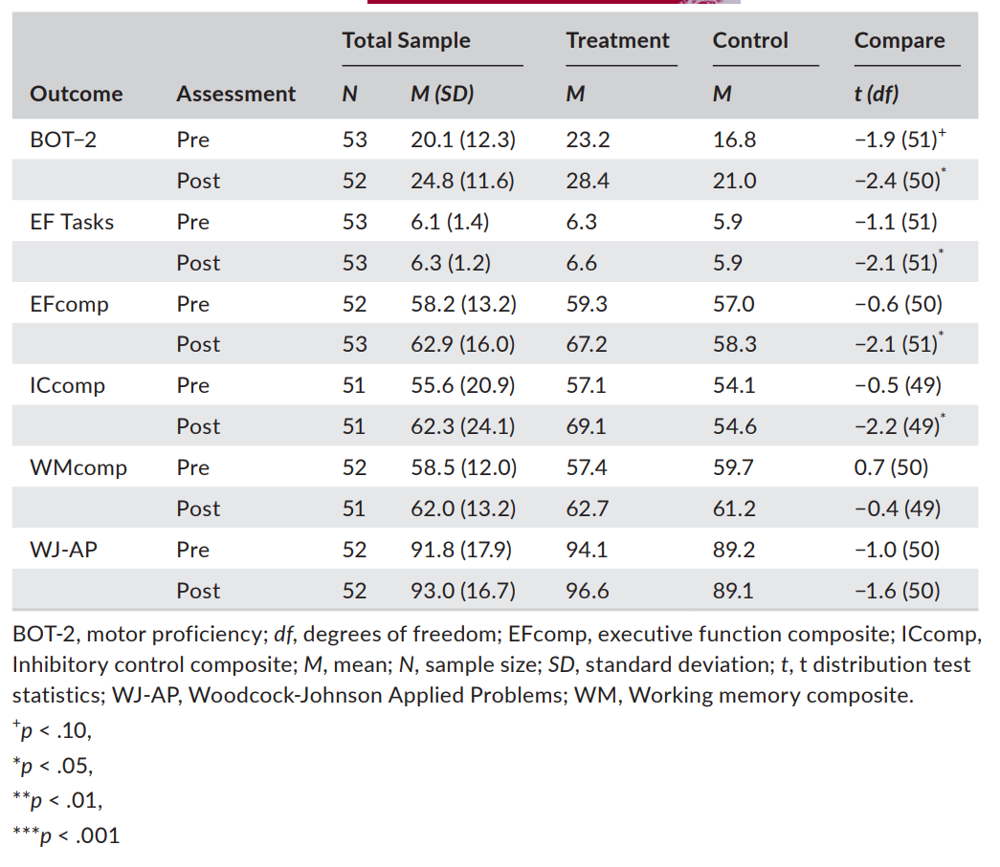 Total Sample Treatment Control Compare
Outcome Assessment N M (SD) M M t (df)
BOT−2 Pre 53 20.1 (12.3) 23.2 16.8 −1.9 (51)+
Post 52 24.8 (11.6) 28.4 21.0 −2.4 (50)*
EF Tasks Pre 53 6.1 (1.4) 6.3 5.9 −1.1 (51)
Post 53 6.3 (1.2) 6.6 5.9 −2.1 (51)*
EFcomp Pre 52 58.2 (13.2) 59.3 57.0 −0.6 (50)
Post 53 62.9 (16.0) 67.2 58.3 −2.1 (51)*
ICcomp Pre 51 55.6 (20.9) 57.1 54.1 −0.5 (49)
Post 51 62.3 (24.1) 69.1 54.6 −2.2 (49)*
WMcomp Pre 52 58.5 (12.0) 57.4 59.7 0.7 (50)
Post 51 62.0 (13.2) 62.7 61.2 −0.4 (49)
WJ-AP Pre 52 91.8 (17.9) 94.1 89.2 −1.0 (50)
Post 52 93.0 (16.7) 96.6 89.1 −1.6 (50)
BOT-2, motor proficiency; df, degrees of freedom; EFcomp, executive function composite; ICcomp,
Inhibitory control composite; M, mean; N, sample size; SD, standard deviation; t, t distribution test
statistics; WJ-AP, Woodcock-Johnson Applied Problems; WM, Working memory composite.
+p < .10,
*p < .05,
**p < .01,
***p < .001